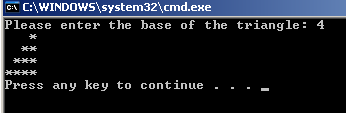 C:\WINDOWS\system32\cmd.exe
Please enter the base of the triangle: 4
   *
  **
 ***
****
Press any key to continue . . . _